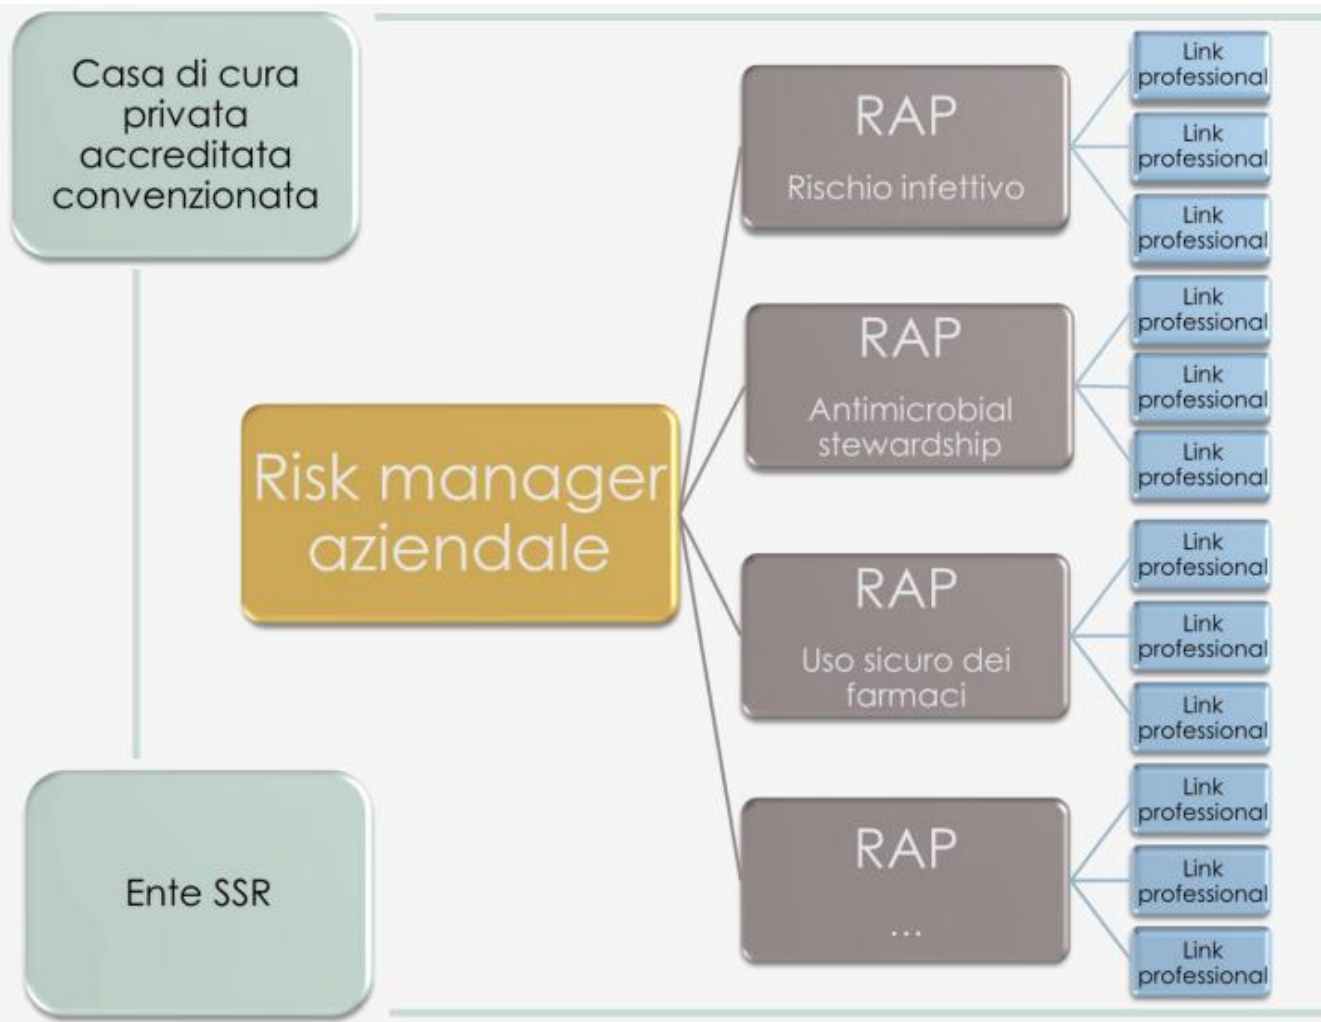 Casa di cura
privata
accreditata
convenzionata
Ente SSR
Risk manager
aziendale
RAP
Rischio infettivo
Link
professional
Link
professional
Link
professional
RAP
Antimicrobial
stewardship
Link
professional
Link
professional
Link
professional
RAP
Uso sicuro dei
farmaci
Link
professional
Link
professional
Link
professional
RAP
...
Link
professional
Link
professional
Link
professional